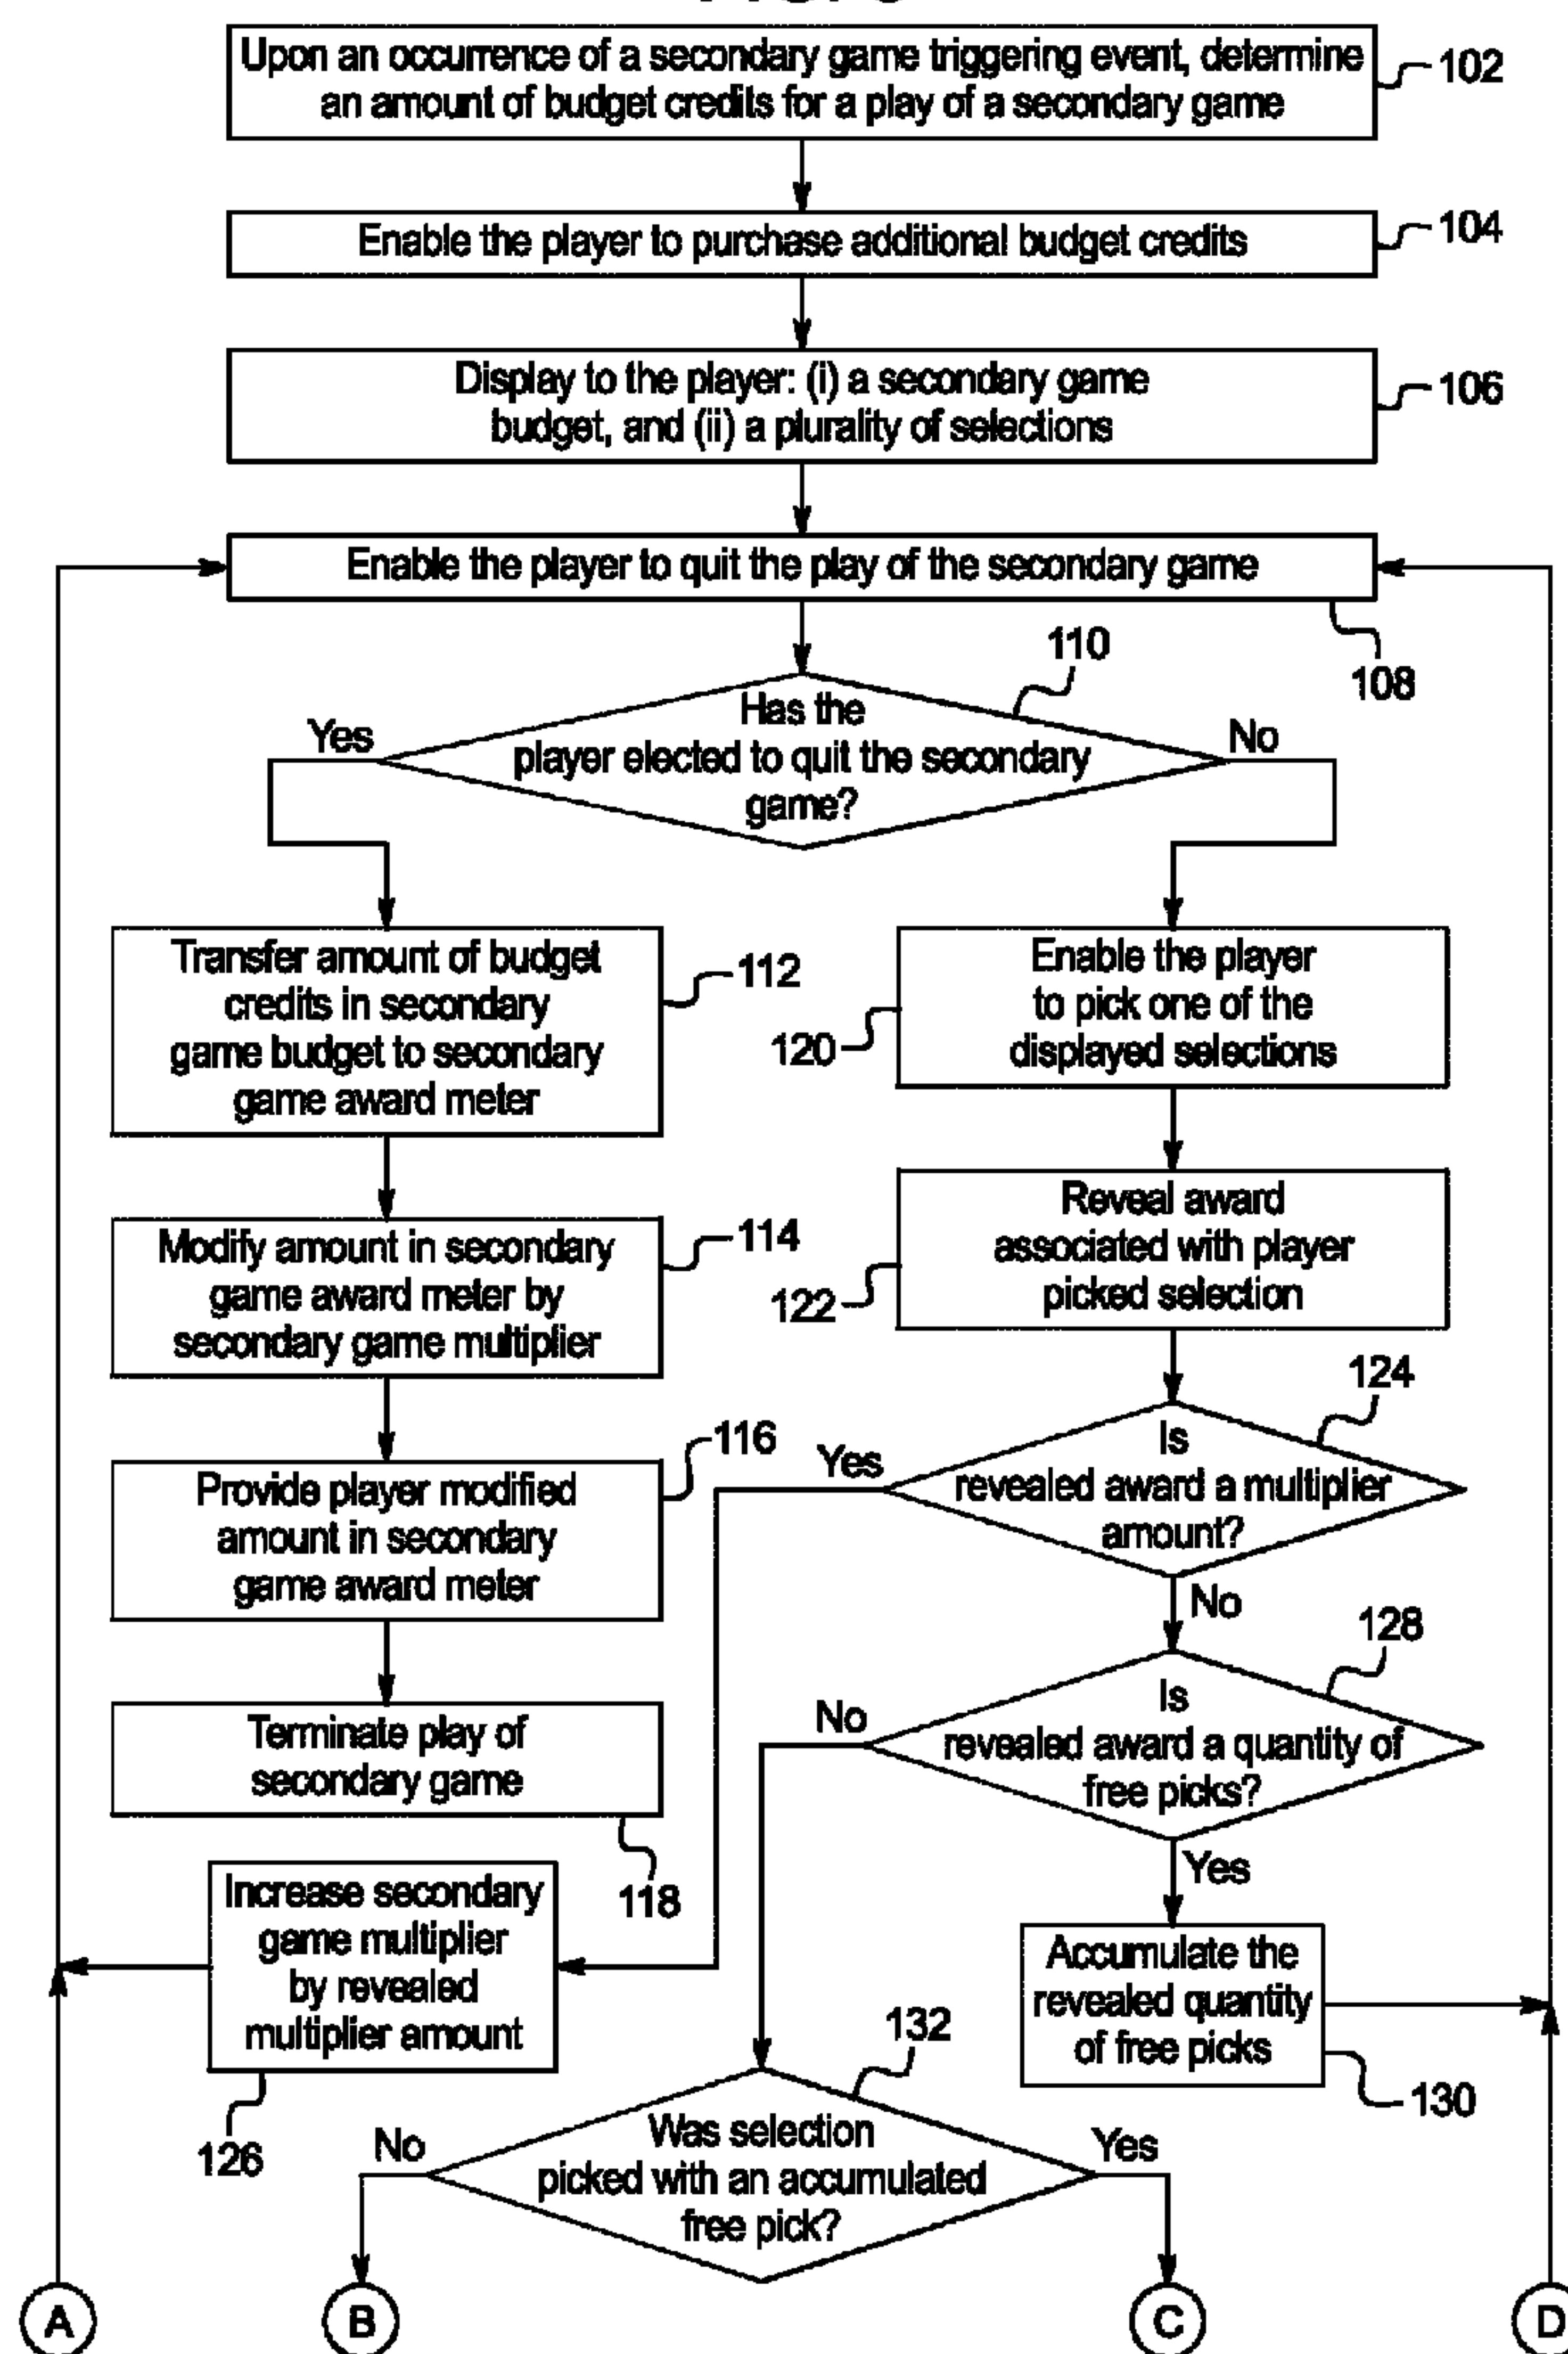 Upon an occurrence of a secondary game triggering event, determine
an amount of budget credits for a play of a secondary game
102
Enable the player to purchase additional budget credits
104
Display to the player: (i) a secondary game
budget, and (ii) a plurality of selections
106
Enable the player to quit the play of the secondary game
108
110
Has the
player elected to quit the secondary
game?
Yes
No
Transfer amount of budget
credits in secondary
game budget to secondary
game award meter
112
Enable the player
to pick one of the
displayed selections
120
Modify amount in secondary
game award meter by
secondary game multiplier
114
Reveal award
associated with player
picked selection
122
Provide player modified
amount in secondary
game award meter
116
124
Is
revealed award a multiplier
amount?
Yes
No
Terminate play of
secondary game
118
128
Is
revealed award a quantity of
free picks?
No
Yes
Increase secondary
game multiplier
by revealed
multiplier amount
126
Accumulate the
revealed quantity
of free picks
130
132
Was selection
picked with an accumulated
free pick?
No
Yes
A
B
C
D